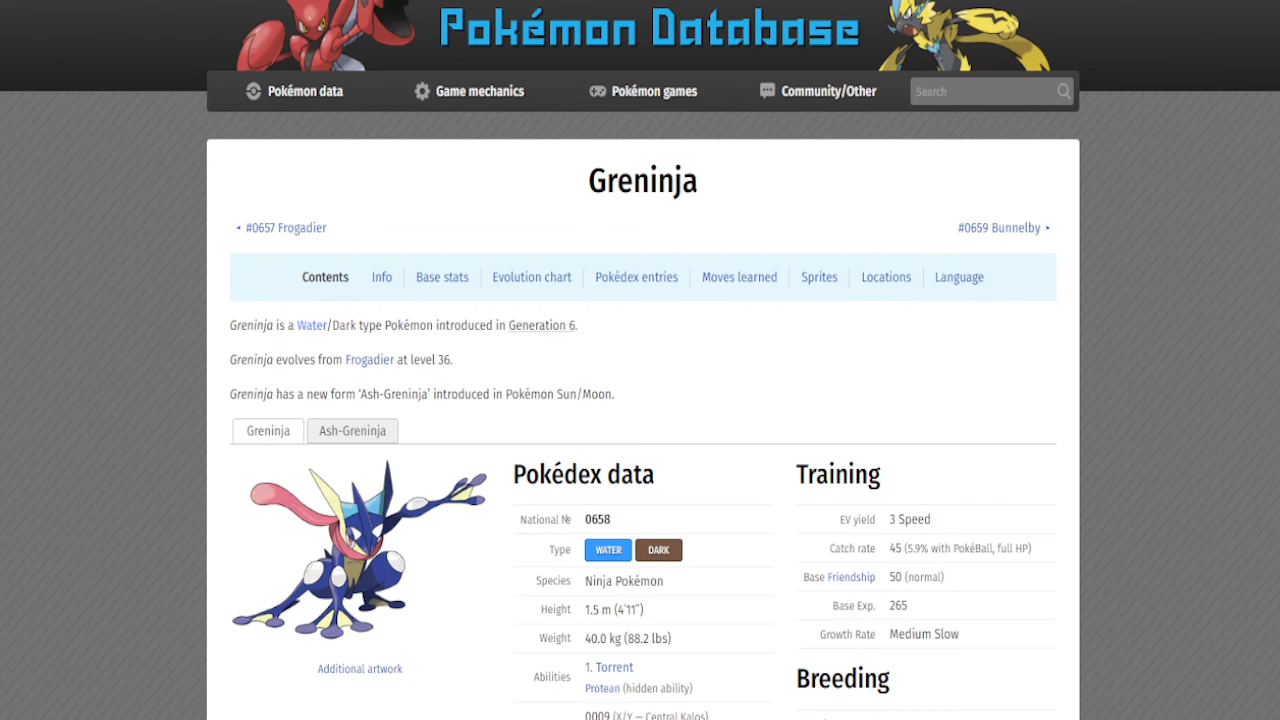 Pokémon Database
Pokémon data
Game mechanics
Pokémon games
Community/Other
Search
Greninja
◂ #0657 Frogadier
#0659 Bunnelby ▸
Contents Info Base stats Evolution chart Pokédex entries Moves learned Sprites Locations Language
Greninja is a Water/Dark type Pokémon introduced in Generation 6.
Greninja evolves from Frogadier at level 36.
Greninja has a new form ‘Ash-Greninja’ introduced in Pokémon Sun/Moon.
Greninja Ash-Greninja
Additional artwork
Pokédex data
National № 0658
Type WATER DARK
Species Ninja Pokémon
Height 1.5 m (4′11″)
Weight 40.0 kg (88.2 lbs)
Abilities 1. Torrent
Protean (hidden ability)
0009 (X/Y — Central Kalos)
Training
EV yield 3 Speed
Catch rate 45 (5.9% with PokéBall, full HP)
Base Friendship 50 (normal)
Base Exp. 265
Growth Rate Medium Slow
Breeding